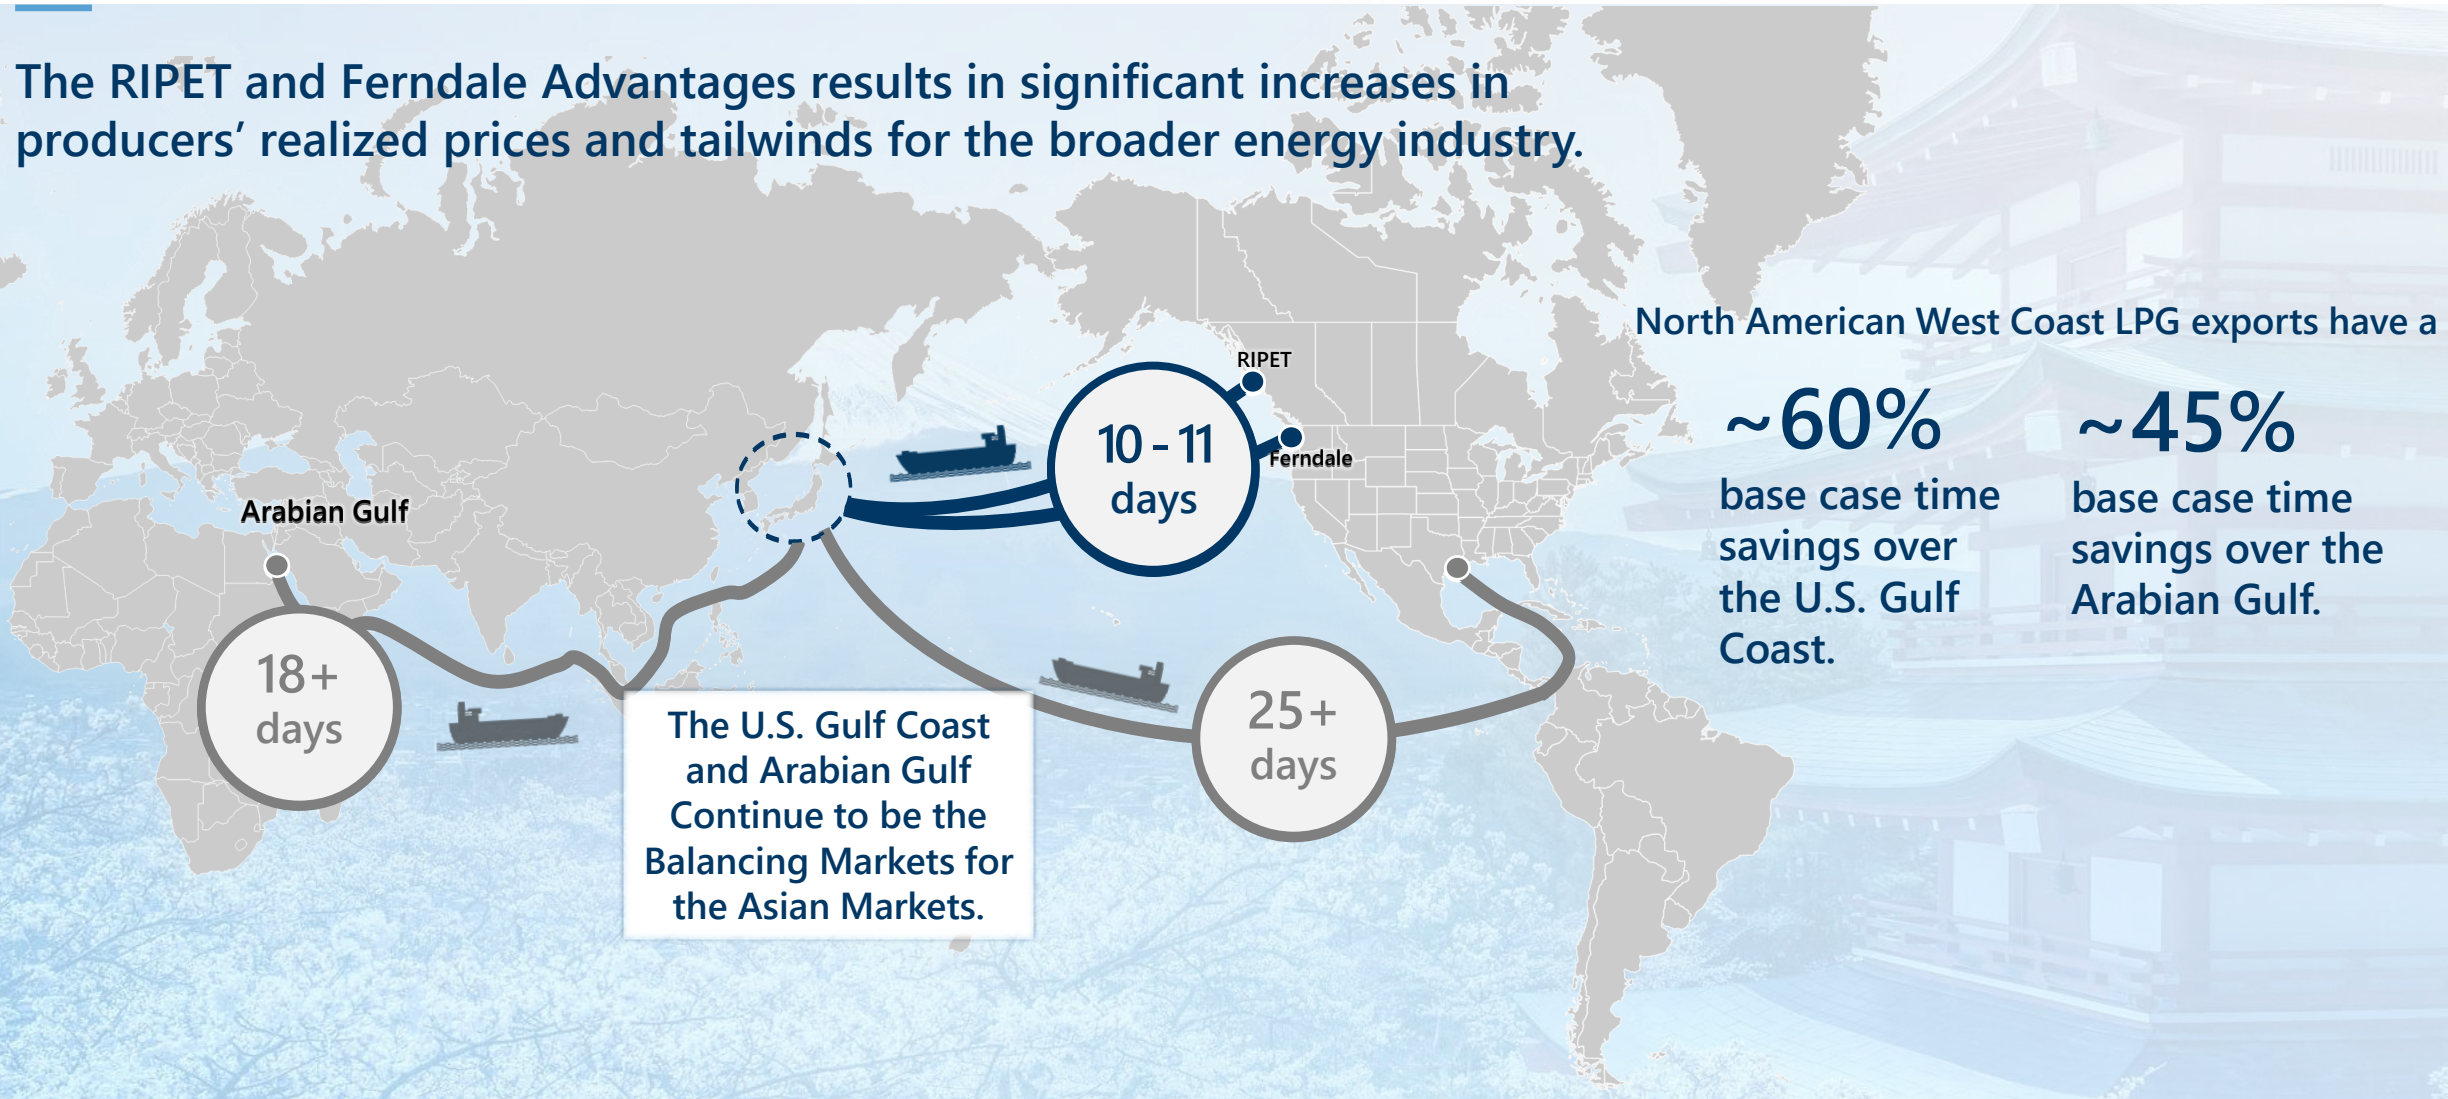 The RIPET and Ferndale Advantages results in significant increases in
producers’ realized prices and tailwinds for the broader energy industry.
North American West Coast LPG exports have a
~60%
base case time
savings over
the U.S. Gulf
Coast.
~45%
base case time
savings over the
Arabian Gulf.
RIPET
Ferndale
10 - 11
days
Arabian Gulf
18+
days
25+
days
The U.S. Gulf Coast
and Arabian Gulf
Continue to be the
Balancing Markets for
the Asian Markets.